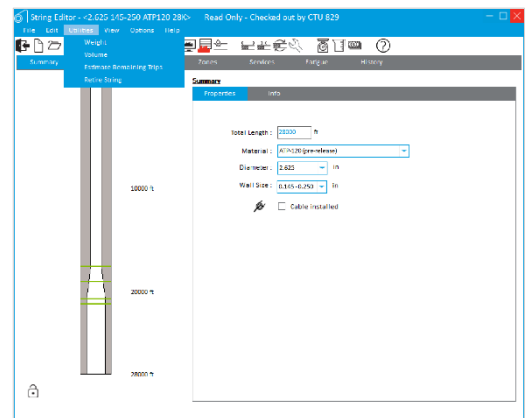 String Editor - <2.625 145-250 ATP120 28K> Read Only - Checked out by CTU 829
File Edit Utilities View Options Help
Weight
Volume
Estimate Remaining Trips
Retire String
Summary Zones Services Fatigue History
Summary
Properties Info
Total Length : 28000 ft
Material : ATP-120 (pre-release)
Diameter : 2.625 in
Wall Size : 0.145-0.250 in
Cable installed
10000 ft
20000 ft
28000 ft